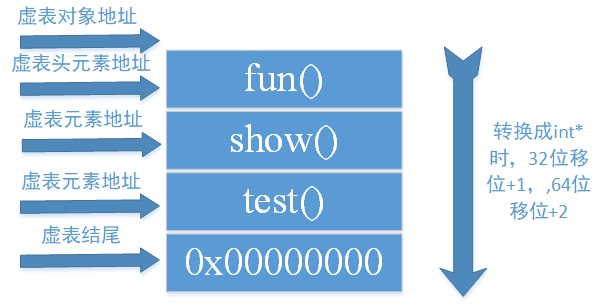 虚表对象地址
虚表头元素地址
fun()
虚表元素地址
show()
虚表元素地址
test()
虚表结尾
0x00000000
转换成int*
时，32位移
位+1，,64位
移位+2